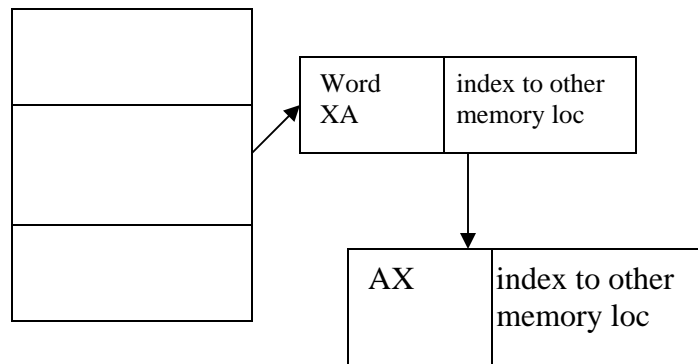 Word
XA
index to other
memory loc
AX
index to other
memory loc